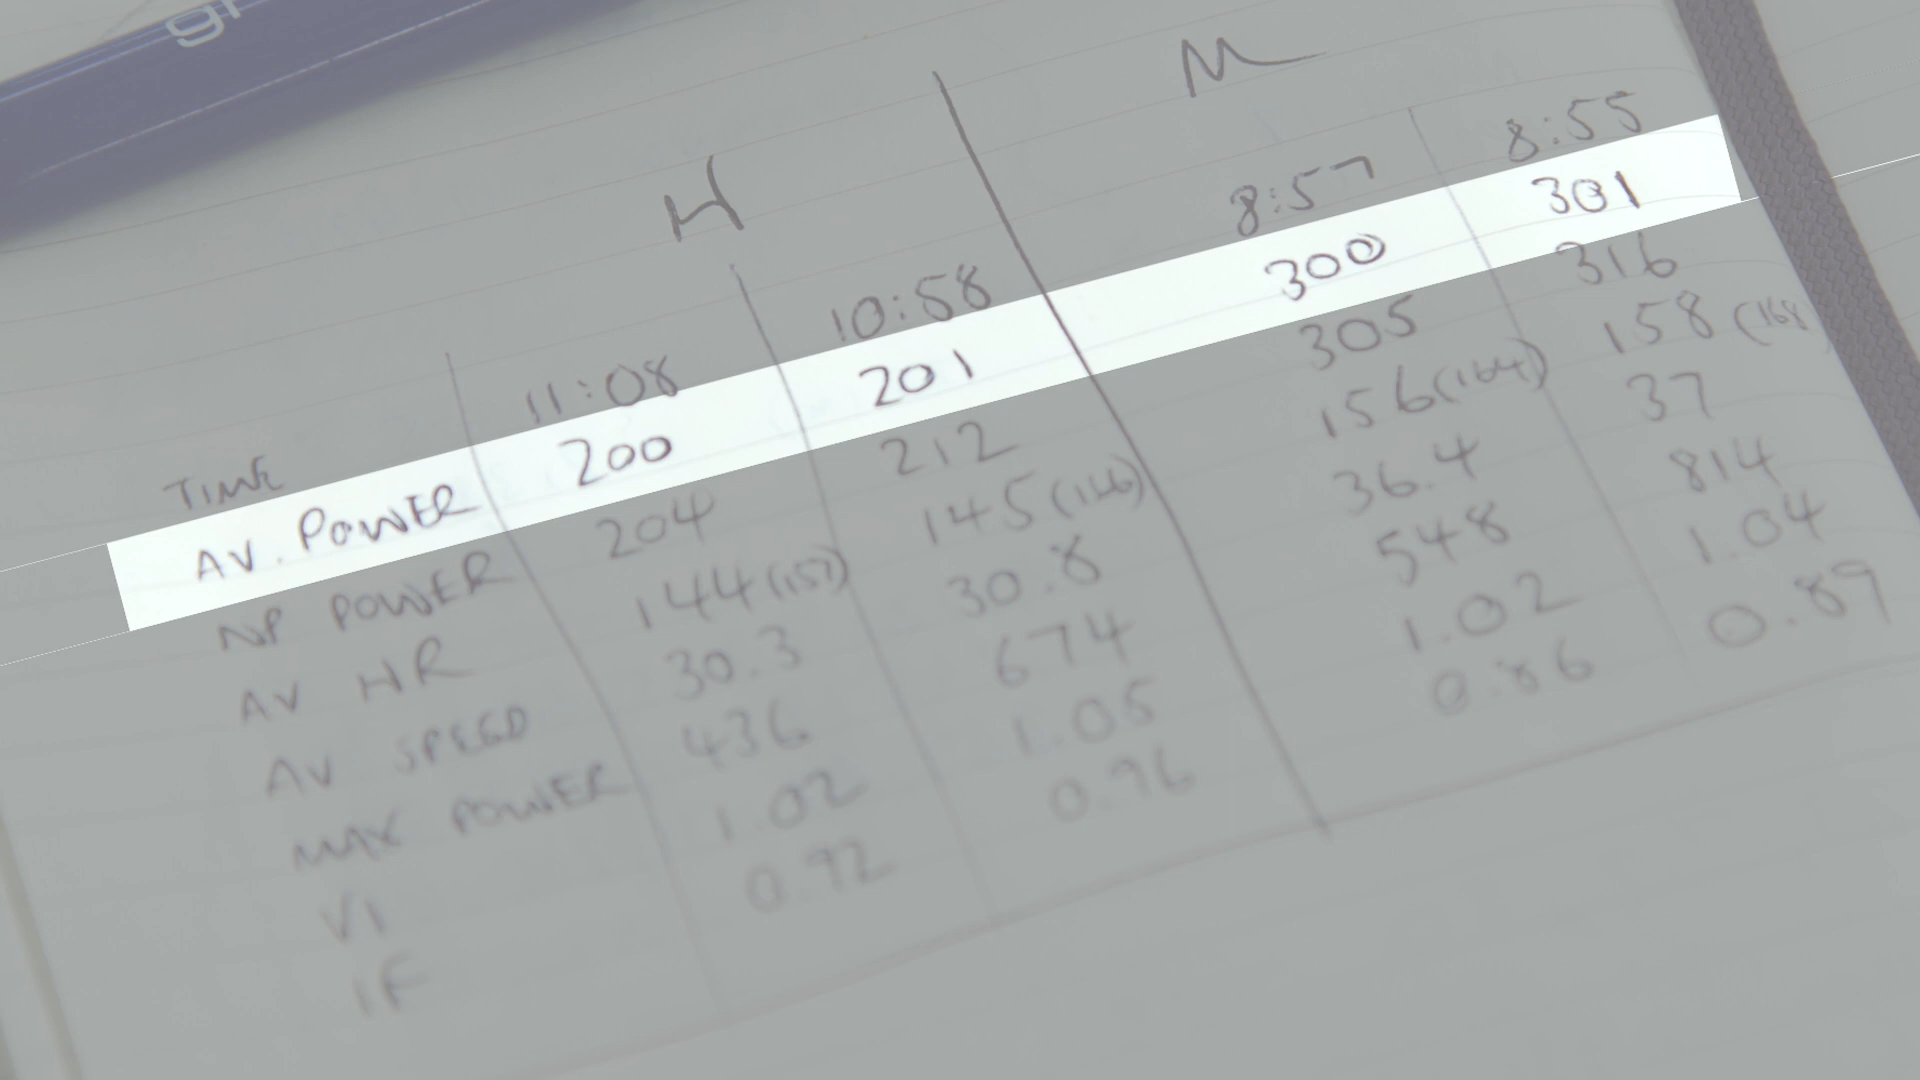 H M
TIME 11:08 10:58 8:57 8:55
AV. POWER 200 201 300 301
NP POWER 204 212 305 316
AV HR 144 (157) 145 (166) 156 (164) 158 (168
AV SPEED 30.3 30.8 36.4 37
MAX POWER 436 674 548 814
VI 1.02 1.05 1.02 1.04
IF 0.92 0.96 0.86 0.89